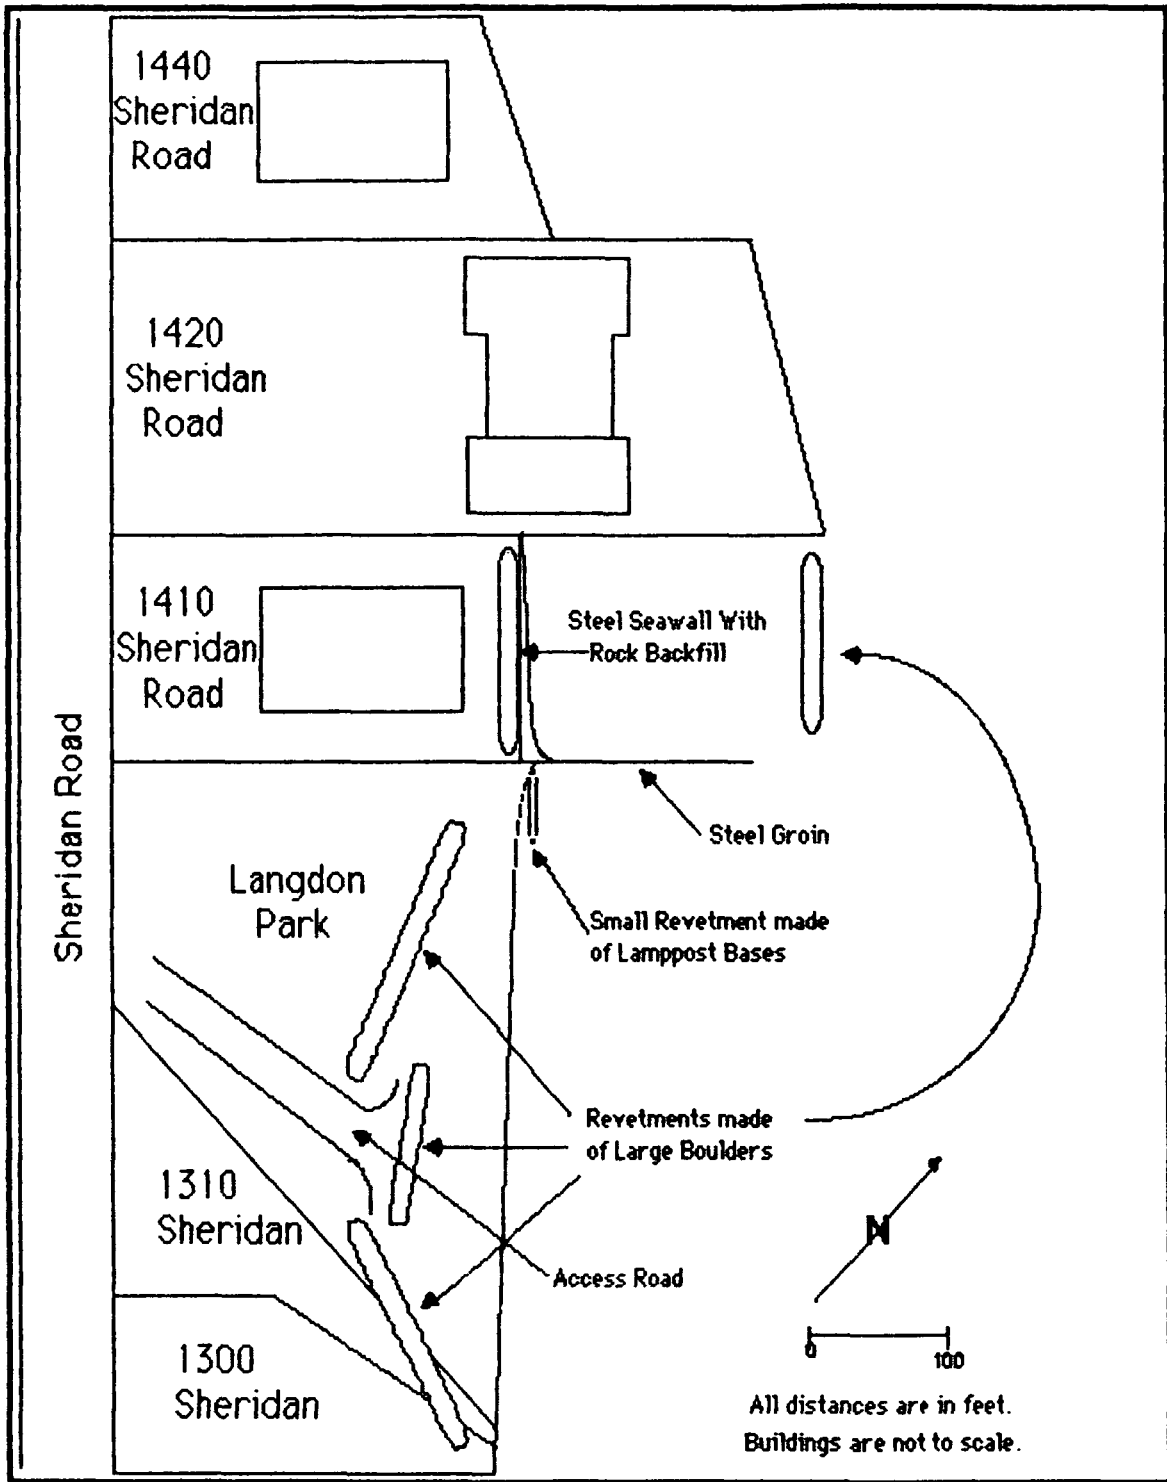 1440
Sheridan
Road
1420
Sheridan
Road
1410
Sheridan
Road
Steel Seawall With
Rock Backfill
Sheridan Road
Steel Groin
Langdon
Park
Small Revetment made
of Lamppost Bases
Revetments made
of Large Boulders
1310
Sheridan
N
Access Road
1300
Sheridan
0
100
All distances are in feet.
Buildings are not to scale.